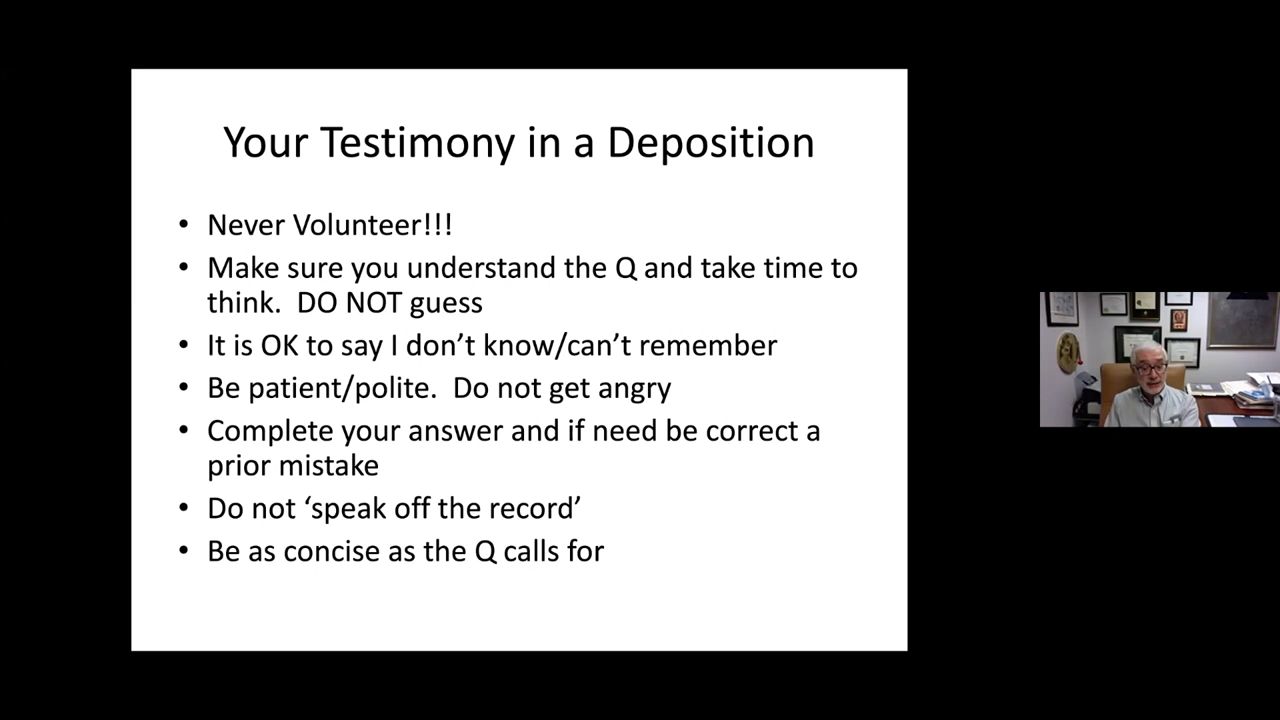 Your Testimony in a Deposition
• Never Volunteer!!!
• Make sure you understand the Q and take time to
think.  DO NOT guess
• It is OK to say I don’t know/can’t remember
• Be patient/polite.  Do not get angry
• Complete your answer and if need be correct a
prior mistake
• Do not ‘speak off the record’
• Be as concise as the Q calls for